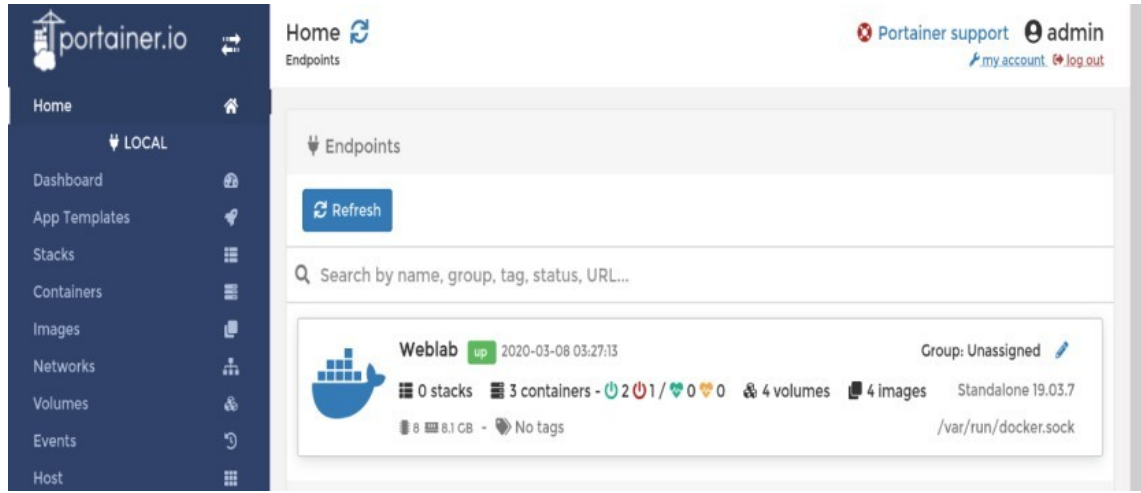 portainer.io
Home
LOCAL
Dashboard
App Templates
Stacks
Containers
Images
Networks
Volumes
Events
Host
Home
Endpoints
Portainer support admin
my account log out
Endpoints
Refresh
Search by name, group, tag, status, URL...
Weblab up 2020-03-08 03:27:13 Group: Unassigned
0 stacks 3 containers - 2 1 / 0 0 4 volumes 4 images Standalone 19.03.7
8 8.1 GB - No tags /var/run/docker.sock